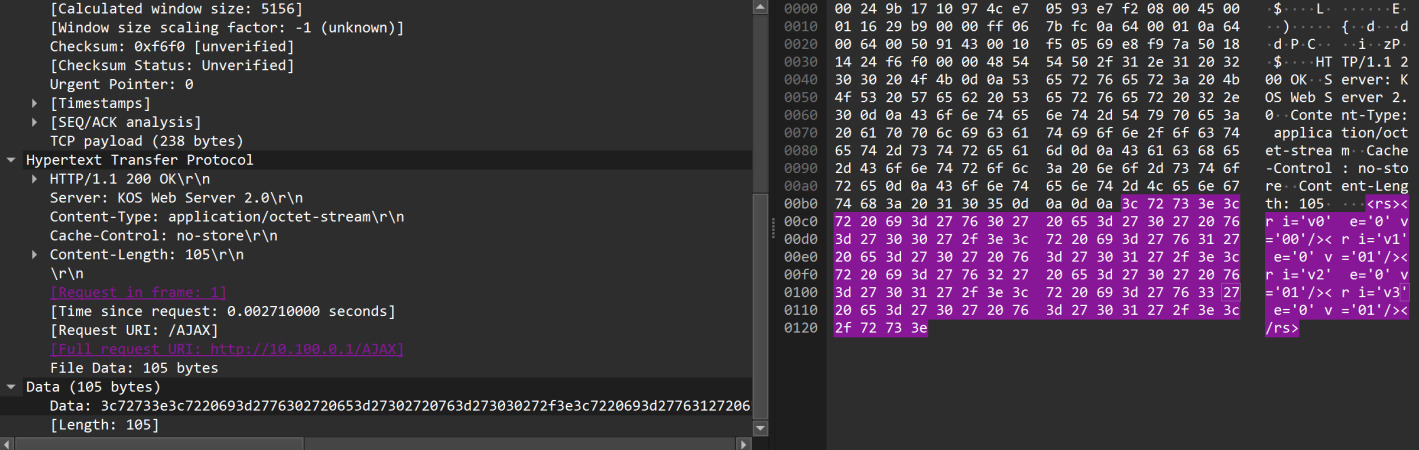 [Calculated window size: 5156]
[Window size scaling factor: -1 (unknown)]
Checksum: 0xf6f0 [unverified]
[Checksum Status: Unverified]
Urgent Pointer: 0
[Timestamps]
[SEQ/ACK analysis]
TCP payload (238 bytes)
Hypertext Transfer Protocol
HTTP/1.1 200 OK\r\n
Server: KOS Web Server 2.0\r\n
Content-Type: application/octet-stream\r\n
Cache-Control: no-store\r\n
Content-Length: 105\r\n
\r\n
[Request in frame: 1]
[Time since request: 0.002710000 seconds]
[Request URI: /AJAX]
[Full request URI: http://10.100.0.1/AJAX]
File Data: 105 bytes
Data (105 bytes)
Data: 3c72733e3c7220693d2776302720653d27302720763d273030272f3e3c7220693d27763127206
[Length: 105]
0000 00 24 9b 17 10 97 4c e7 05 93 e7 f2 08 00 45 00 ·$····L· ······E·
0010 01 16 29 b9 00 00 ff 06 7b fc 0a 64 00 01 0a 64 ··)····· {··d···d
0020 00 64 00 50 91 43 00 10 f5 05 69 e8 f9 7a 50 18 ·d·P·C·· ··i··zP·
0030 14 24 f6 f0 00 00 48 54 54 50 2f 31 2e 31 20 32 ·$····HT TP/1.1 2
0040 30 30 20 4f 4b 0d 0a 53 65 72 76 65 72 3a 20 4b 00 OK··S erver: K
0050 4f 53 20 57 65 62 20 53 65 72 76 65 72 20 32 2e OS Web S erver 2.
0060 30 0d 0a 43 6f 6e 74 65 6e 74 2d 54 79 70 65 3a 0··Conte nt-Type:
0070 20 61 70 70 6c 69 63 61 74 69 6f 6e 2f 6f 63 74 applica tion/oct
0080 65 74 2d 73 74 72 65 61 6d 0d 0a 43 61 63 68 65 et-strea m··Cache
0090 2d 43 6f 6e 74 72 6f 6c 3a 20 6e 6f 2d 73 74 6f -Control : no-sto
00a0 72 65 0d 0a 43 6f 6e 74 65 6e 74 2d 4c 65 6e 67 re··Cont ent-Leng
00b0 74 68 3a 20 31 30 35 0d 0a 0d 0a 3c 72 73 3e 3c th: 105· ···<rs><
00c0 72 20 69 3d 27 76 30 27 20 65 3d 27 30 27 20 76 r i='v0' e='0' v
00d0 3d 27 30 30 27 2f 3e 3c 72 20 69 3d 27 76 31 27 ='00'/>< r i='v1'
00e0 20 65 3d 27 30 27 20 76 3d 27 30 31 27 2f 3e 3c e='0' v ='01'/><
00f0 72 20 69 3d 27 76 32 27 20 65 3d 27 30 27 20 76 r i='v2' e='0' v
0100 3d 27 30 31 27 2f 3e 3c 72 20 69 3d 27 76 33 27 ='01'/>< r i='v3'
0110 20 65 3d 27 30 27 20 76 3d 27 30 31 27 2f 3e 3c e='0' v ='01'/><
0120 2f 72 73 3e /rs>